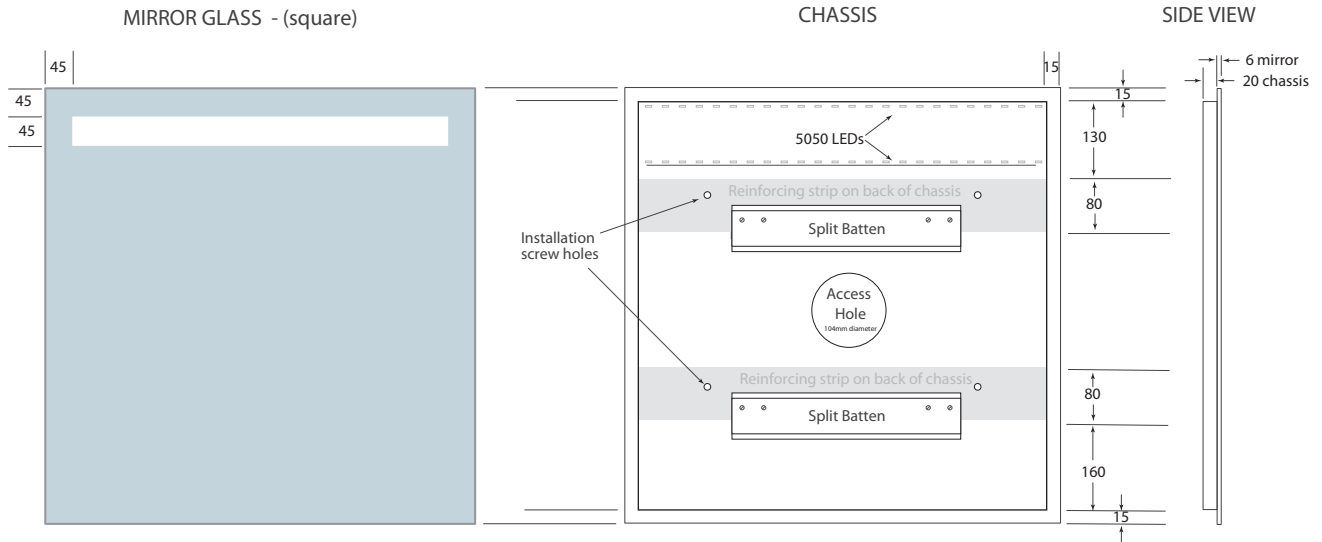 MIRROR GLASS - (square)
CHASSIS
SIDE VIEW
45
15
6 mirror
20 chassis
45
15
45
5050 LEDs
130
Reinforcing strip on back of chassis
80
Split Batten
Installation
screw holes
Access
Hole
104mm diameter
Reinforcing strip on back of chassis
80
Split Batten
160
15